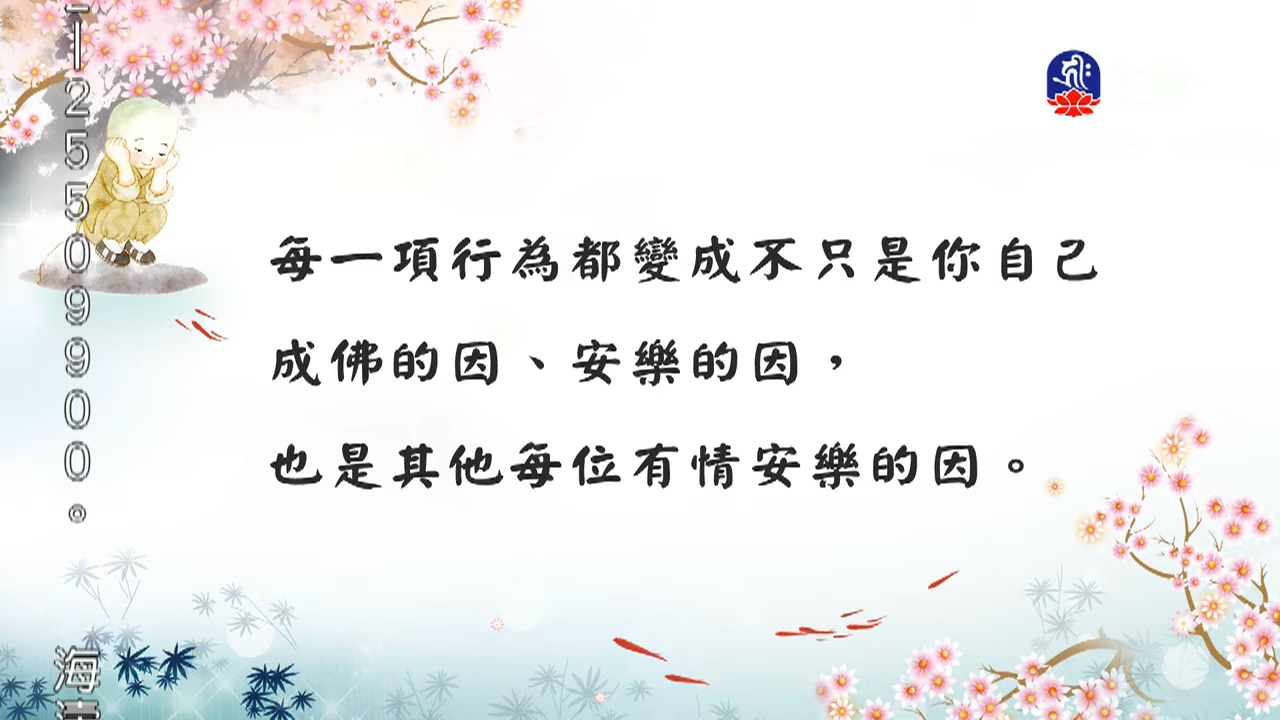 每一項行為都變成不只是你自己
成佛的因、安樂的因，
也是其他每位有情安樂的因。
—25509900。
海